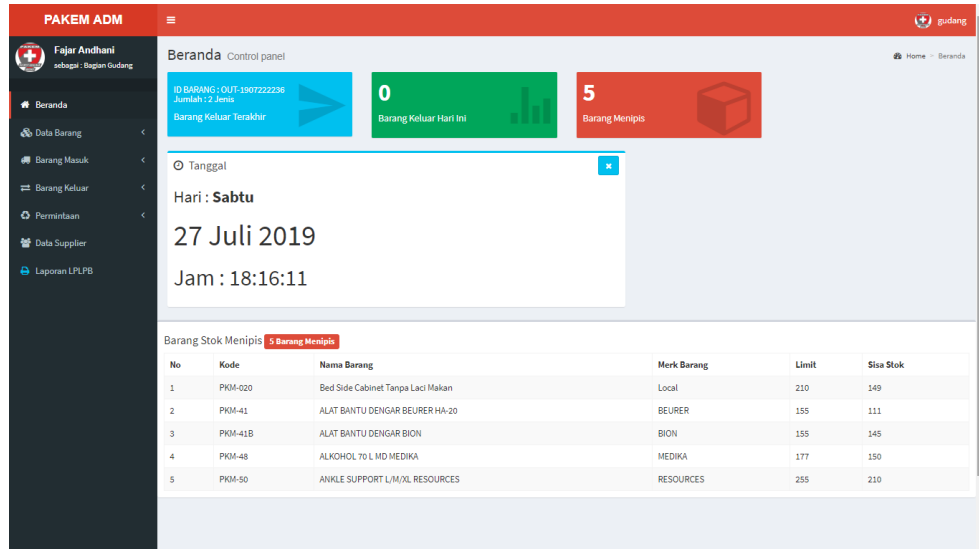 PAKEM ADM
gudang
Fajar Andhani
sebagai : Bagian Gudang
Beranda
Data Barang
Barang Masuk
Barang Keluar
Permintaan
Data Supplier
Laporan LPLPB
Beranda Control panel
Home > Beranda
ID BARANG : OUT-1907222236
Jumlah : 2 Jenis
Barang Keluar Terakhir
0
Barang Keluar Hari Ini
5
Barang Menipis
Tanggal
Hari : Sabtu
27 Juli 2019
Jam : 18:16:11
Barang Stok Menipis 5 Barang Menipis
No Kode Nama Barang Merk Barang Limit Sisa Stok
1 PKM-020 Bed Side Cabinet Tanpa Laci Makan Local 210 149
2 PKM-41 ALAT BANTU DENGAR BEURER HA-20 BEURER 155 111
3 PKM-41B ALAT BANTU DENGAR BION BION 155 145
4 PKM-48 ALKOHOL 70 L MD MEDIKA MEDIKA 177 150
5 PKM-50 ANKLE SUPPORT L/M/XL RESOURCES RESOURCES 255 210